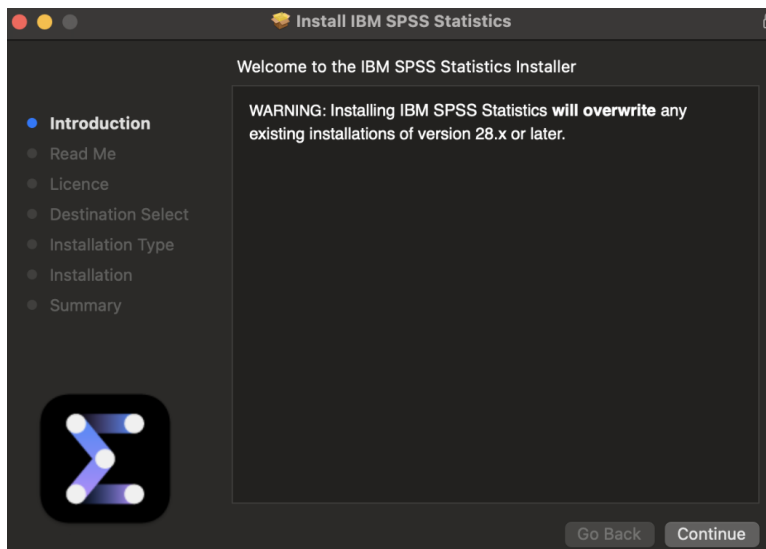 Install IBM SPSS Statistics
Welcome to the IBM SPSS Statistics Installer
Introduction
Read Me
Licence
Destination Select
Installation Type
Installation
Summary
WARNING: Installing IBM SPSS Statistics will overwrite any
existing installations of version 28.x or later.
Go Back
Continue